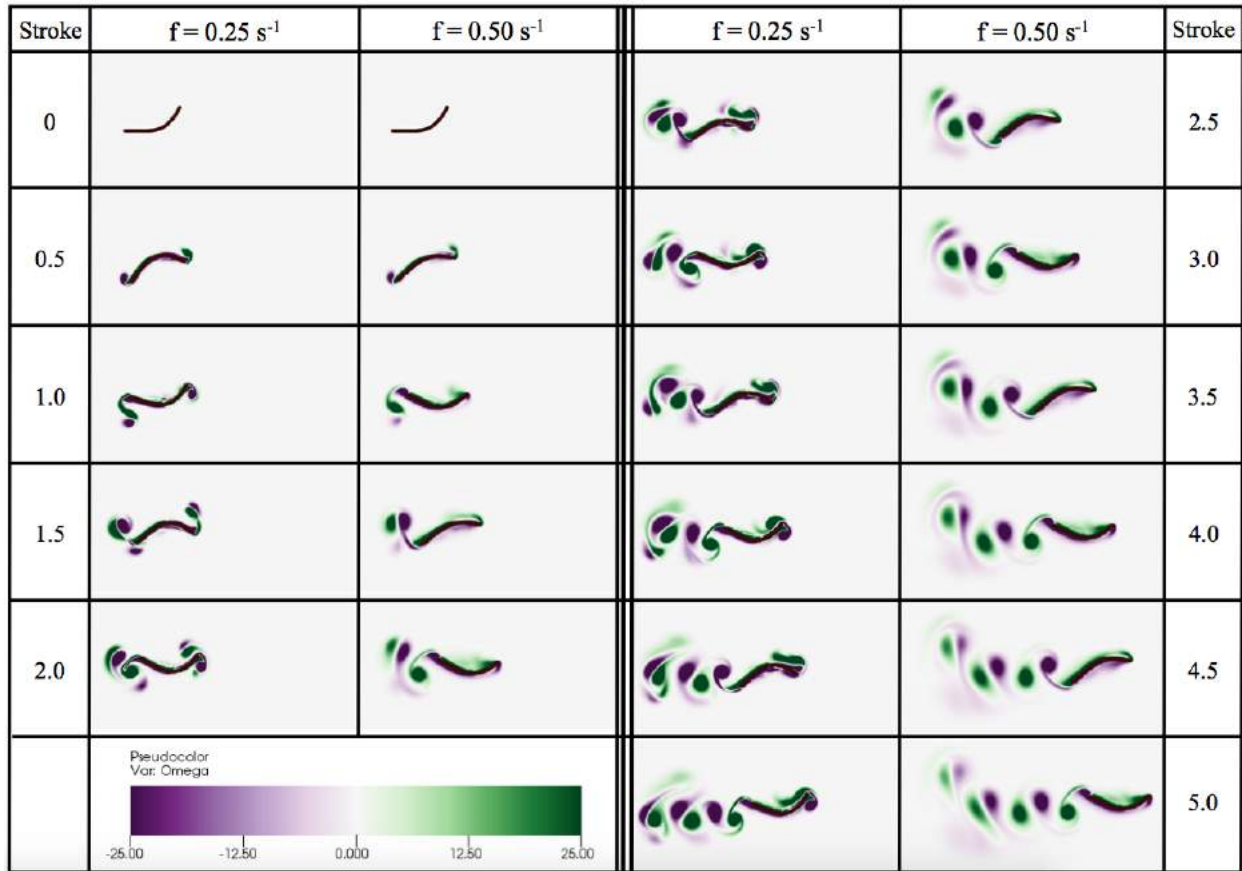 Stroke f = 0.25 s⁻¹ f = 0.50 s⁻¹ f = 0.25 s⁻¹ f = 0.50 s⁻¹ Stroke
0 2.5
0.5 3.0
1.0 3.5
1.5 4.0
2.0 4.5
Pseudocolor
Var: Omega
5.0
-25.00 -12.50 0.000 12.50 25.00